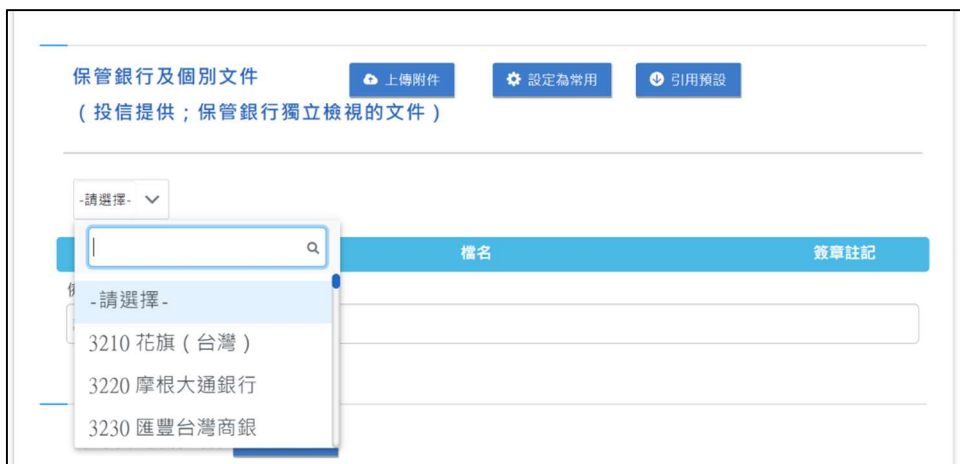 保管銀行及個別文件
上傳附件
設定為常用
引用預設
(投信提供；保管銀行獨立檢視的文件)
-請選擇-
檔名
簽章註記
-請選擇-
3210 花旗(台灣)
3220 摩根大通銀行
3230 匯豐台灣商銀